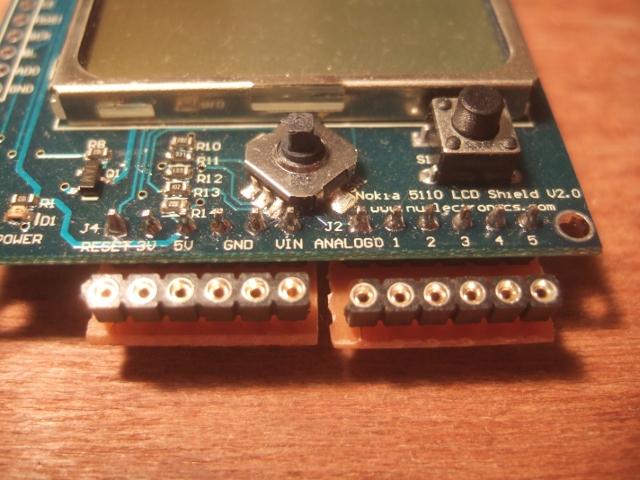 GND
R8
Q1
R10
R11
R12
R13
R1
D1
POWER
S1
Nokia 5110 LCD Shield V2.0
www.nuelectronics.com
J4
J2
RESET 3V 5V GND VIN ANALOG0 1 2 3 4 5